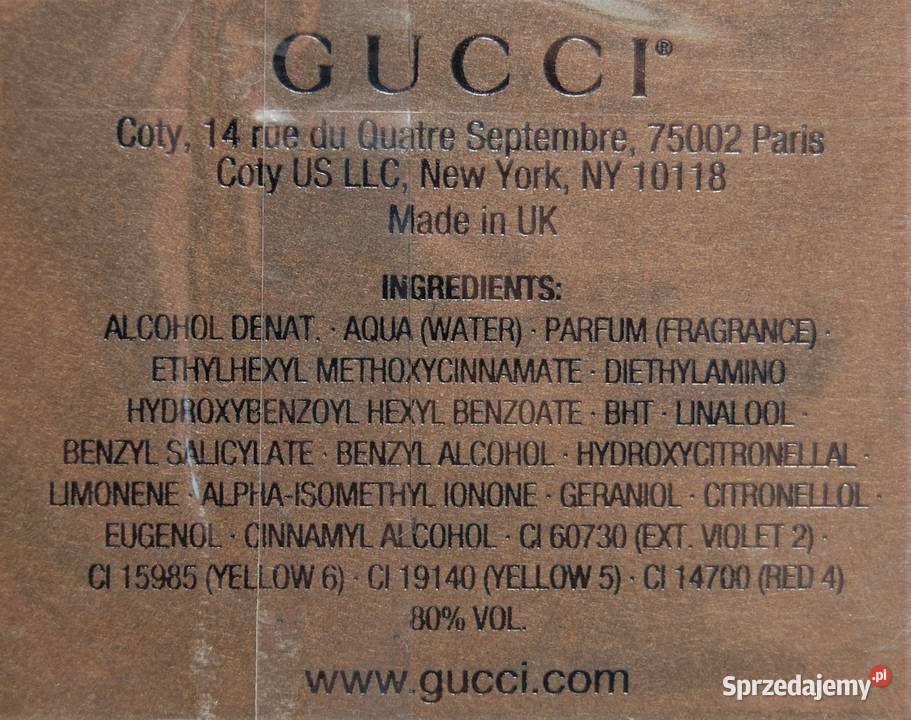 GUCCI®
Coty, 14 rue du Quatre Septembre, 75002 Paris
Coty US LLC, New York, NY 10118
Made in UK
INGREDIENTS:
ALCOHOL DENAT. · AQUA (WATER) · PARFUM (FRAGRANCE) ·
ETHYLHEXYL METHOXYCINNAMATE · DIETHYLAMINO
HYDROXYBENZOYL HEXYL BENZOATE · BHT · LINALOOL ·
BENZYL SALICYLATE · BENZYL ALCOHOL · HYDROXYCITRONELLAL ·
LIMONENE · ALPHA-ISOMETHYL IONONE · GERANIOL · CITRONELLOL ·
EUGENOL · CINNAMYL ALCOHOL · CI 60730 (EXT. VIOLET 2) ·
CI 15985 (YELLOW 6) · CI 19140 (YELLOW 5) · CI 14700 (RED 4)
80% VOL.
www.gucci.com
Sprzedajemy.pl